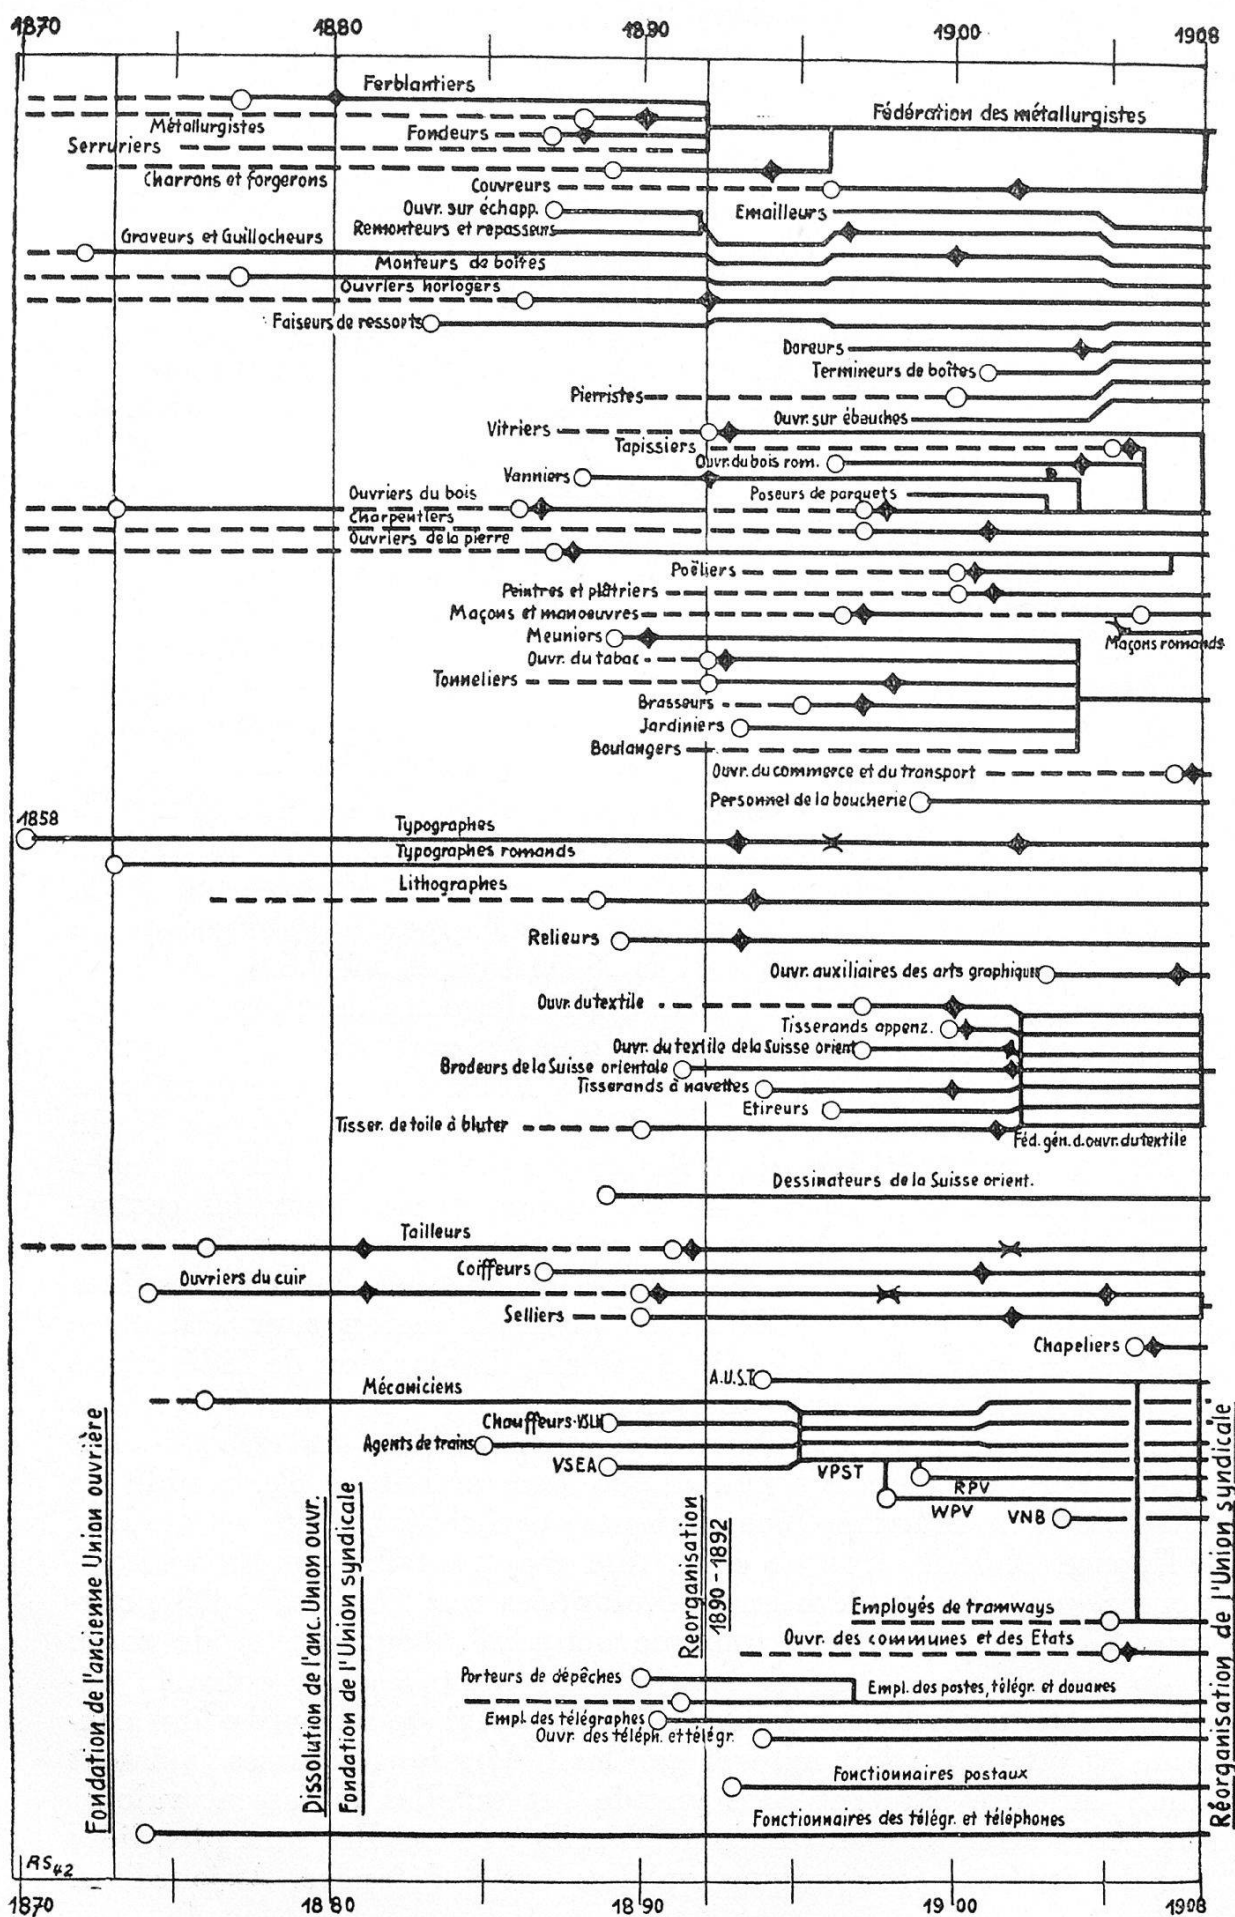 1870 1880 1890 1900 1908
Ferblantiers
Fédération des métallurgistes
Métallurgistes
Fondeurs
Serruriers
Charrons et forgerons
Couvreurs
Ouvr. sur échapp.
Emailleurs
Remonteurs et repasseurs
Graveurs et Guillocheurs
Monteurs de boîtes
Ouvriers horlogers
Faiseurs de ressorts
Doreurs
Termineurs de boîtes
Pierristes
Ouvr. sur ébauches
Vitriers
Tapissiers
Ouvr. du bois rom.
Vanniers
Ouvriers du bois
Poseurs de parquets
Charpentiers
Ouvriers de la pierre
Poëliers
Peintres et plâtriers
Maçons et manoeuvres
Meuniers
Maçons romands
Ouvr. du tabac
Tonneliers
Brasseurs
Jardiniers
Boulangers
Ouvr. du commerce et du transport
Personnel de la boucherie
1858
Typographes
Typographes romands
Lithographes
Relieurs
Ouvr. auxiliaires des arts graphiques
Ouvr. du textile
Tisserands appenz.
Ouvr. du textile de la Suisse orient
Brodeurs de la Suisse orientale
Tisserands à navettes
Etireurs
Tisser. de toile à bluter
Féd. gén. d. ouvr. du textile
Dessinateurs de la Suisse orient.
Tailleurs
Coiffeurs
Ouvriers du cuir
Selliers
Chapeliers
A.U.S.T.
Mécaniciens
Chauffeurs-VSLH
Agents de trains
VSEA
VPST
RPV
WPV
VNB
Employés de tramways
Ouvr. des communes et des Etats
Porteurs de dépêches
Empl. des postes, télégr. et douanes
Empl. des télégraphes
Ouvr. des téléph. et télégr.
Fonctionnaires postaux
Fonctionnaires des télégr. et téléphones
Fondation de l'ancienne Union ouvrière
Dissolution de l'anc. Union ouvr.
Fondation de l'Union syndicale
Réorganisation
1890-1892
Réorganisation de l'Union syndicale
RS 42
1870 1880 1890 1900 1908